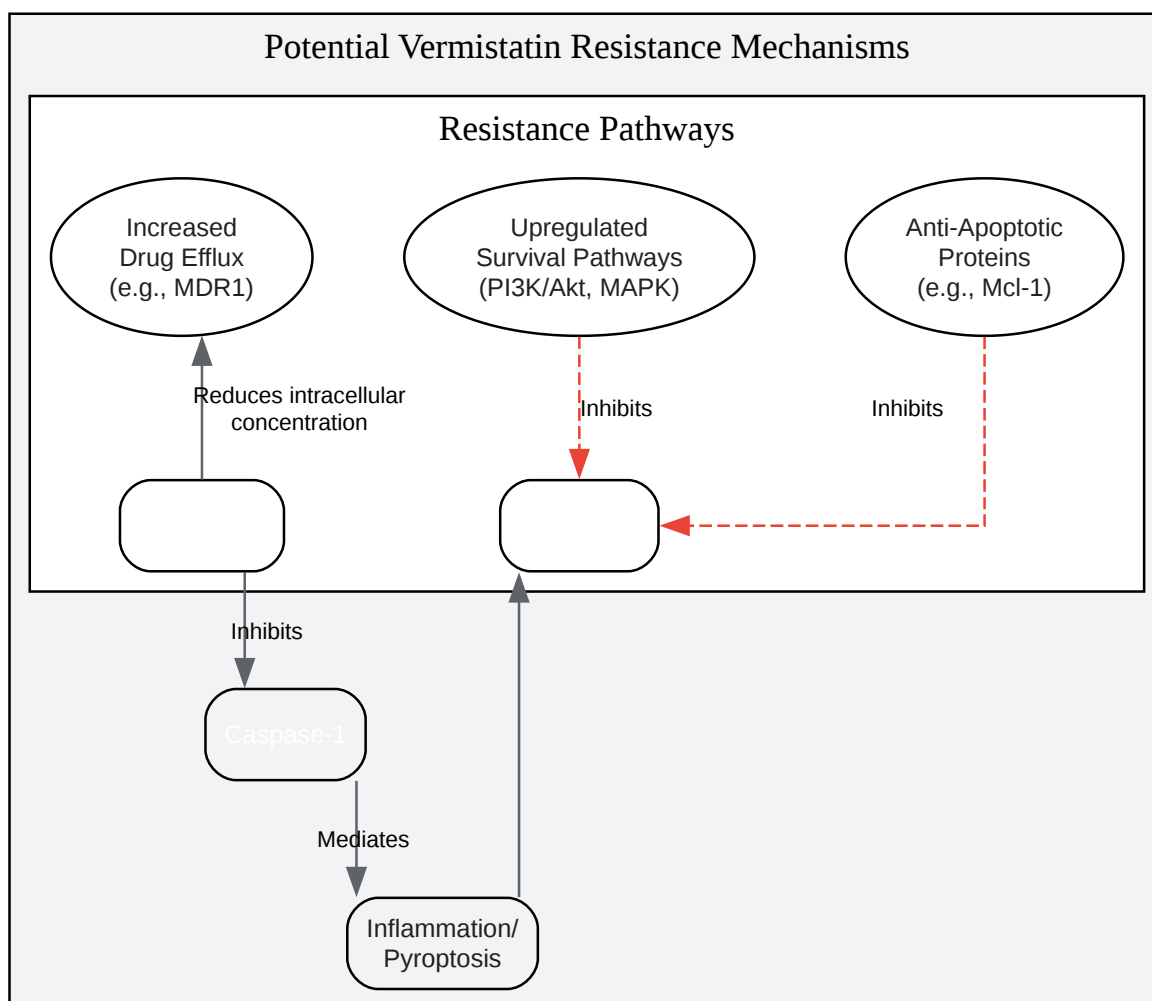 Potential Vermistatin Resistance Mechanisms
Resistance Pathways
Increased
Drug Efflux
(e.g., MDR1)
Upregulated
Survival Pathways
(PI3K/Akt, MAPK)
Anti-Apoptotic
Proteins
(e.g., Mcl-1)
Reduces intracellular
concentration
Inhibits
Inhibits
Inhibits
Caspase-1
Mediates
Inflammation/
Pyroptosis